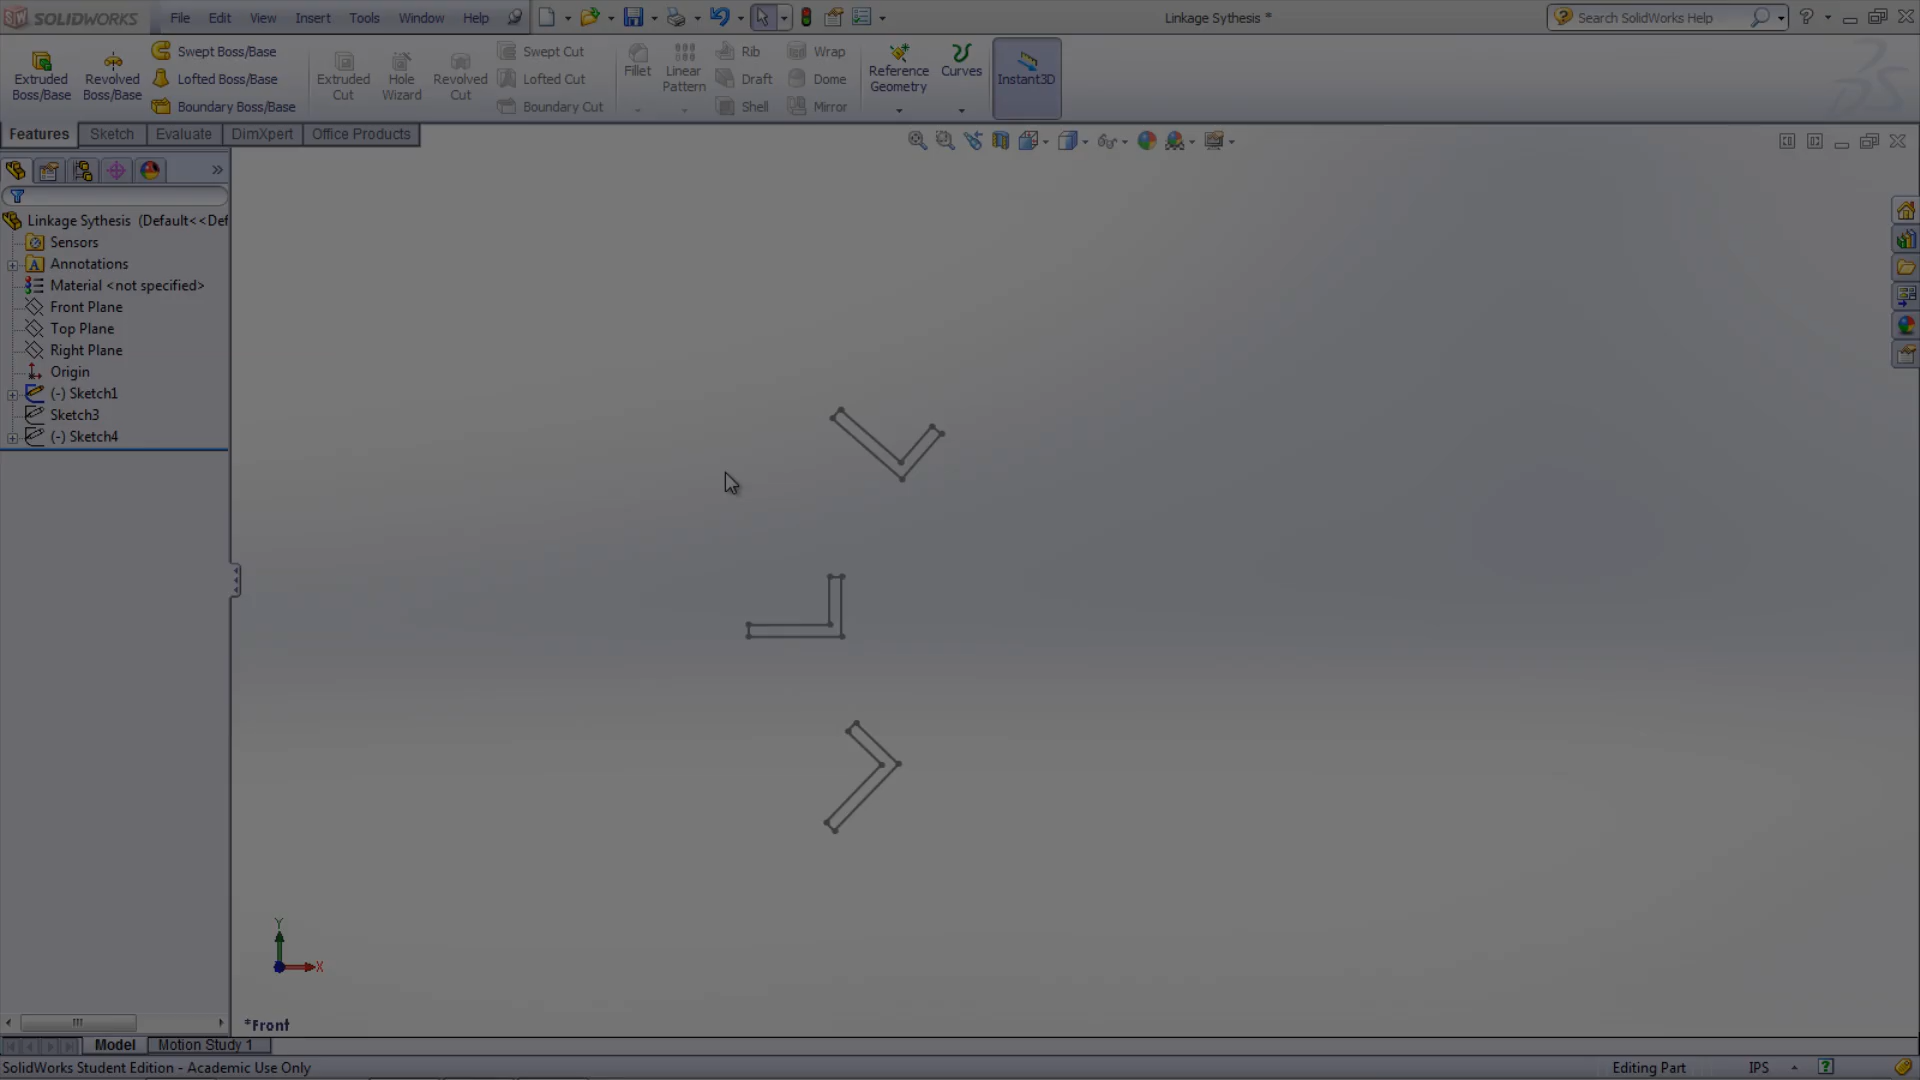 SOLIDWORKS File Edit View Insert Tools Window Help Linkage Sythesis * Search SolidWorks Help
Extruded Boss/Base
Revolved Boss/Base
Swept Boss/Base
Lofted Boss/Base
Boundary Boss/Base
Extruded Cut
Hole Wizard
Revolved Cut
Swept Cut
Lofted Cut
Boundary Cut
Fillet
Linear Pattern
Rib
Draft
Shell
Wrap
Dome
Mirror
Reference Geometry
Curves
Instant3D
Features Sketch Evaluate DimXpert Office Products
Linkage Sythesis (Default<<Def
Sensors
Annotations
Material <not specified>
Front Plane
Top Plane
Right Plane
Origin
(-) Sketch1
Sketch3
(-) Sketch4
Y
X
*Front
Model Motion Study 1
SolidWorks Student Edition - Academic Use Only Editing Part IPS